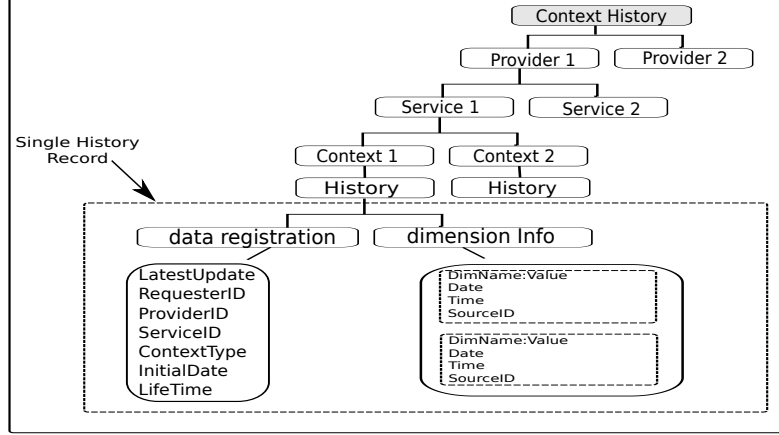 Context History
Provider 1
Provider 2
Service 1
Service 2
Single History
Record
Context 1
Context 2
History
History
data registration
dimension Info
LatestUpdate
RequesterID
ProviderID
ServiceID
ContextType
InitialDate
LifeTime
DimName:Value
Date
Time
SourceID
DimName:Value
Date
Time
SourceID